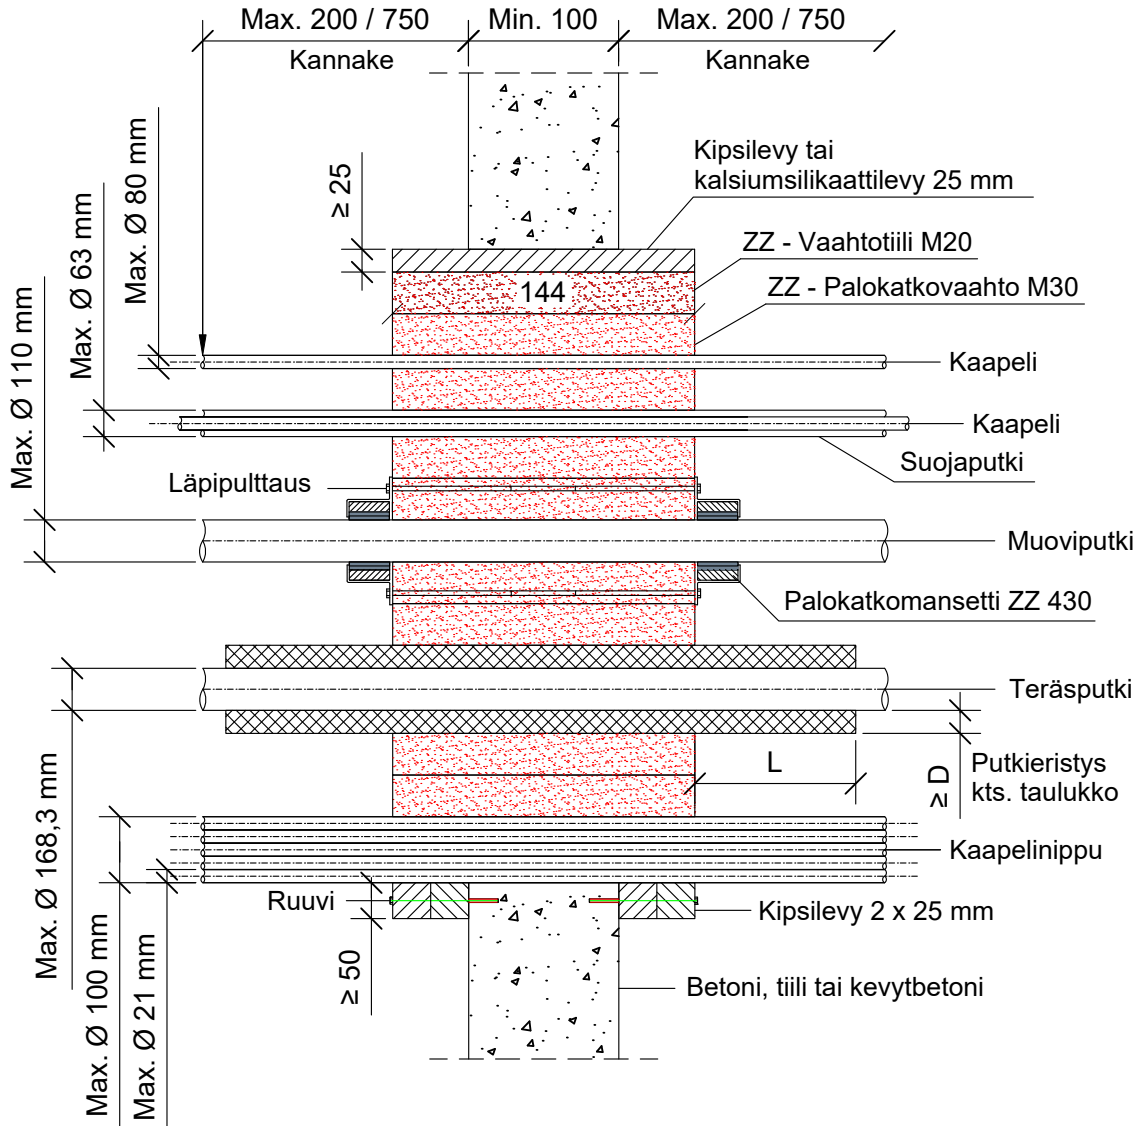 Max. 200 / 750
Min. 100
Max. 200 / 750
Kannake
Kannake
Max. Ø 80 mm
≥ 25
Kipsilevy tai
kalsiumsilikaattilevy 25 mm
Max. Ø 63 mm
ZZ - Vaahtotiili M20
144
ZZ - Palokatkovaahto M30
Max. Ø 110 mm
Kaapeli
Kaapeli
Suojaputki
Läpipulttaus
Muoviputki
Palokatkomansetti ZZ 430
Teräsputki
L
≥ D
Putkieristys
kts. taulukko
Max. Ø 168,3 mm
Kaapelinippu
Ruuvi
Kipsilevy 2 x 25 mm
Max. Ø 100 mm
Max. Ø 21 mm
≥ 50
Betoni, tiili tai kevytbetoni